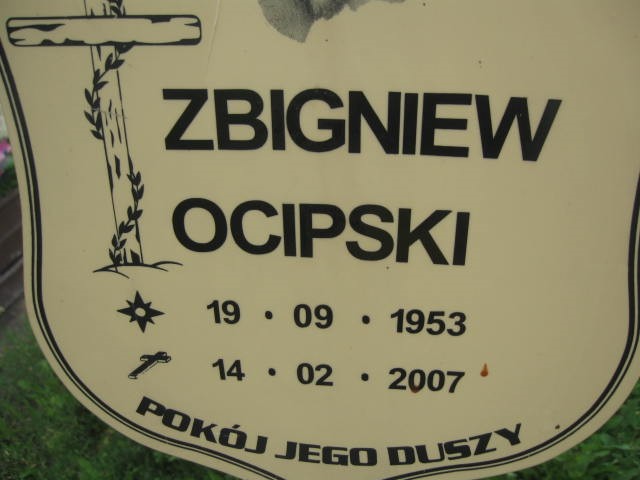 ZBIGNIEW
OCIPSKI
19 • 09 • 1953
14 • 02 • 2007
POKÓJ JEGO DUSZY